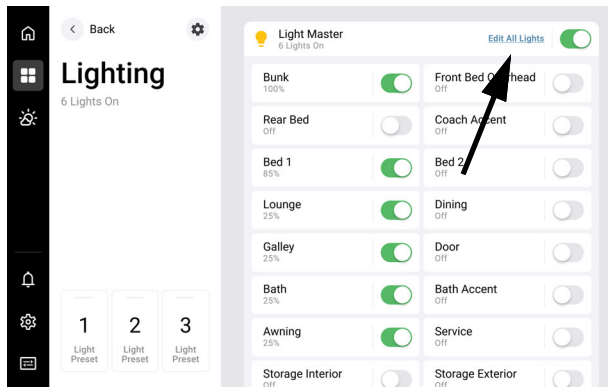 Back
Lighting
6 Lights On
1
Light
Preset
2
Light
Preset
3
Light
Preset
Light Master
6 Lights On
Edit All Lights
Bunk
100%
Front Bed Overhead
Off
Rear Bed
Off
Coach Accent
Off
Bed 1
85%
Bed 2
Off
Lounge
25%
Dining
Off
Galley
25%
Door
Off
Bath
25%
Bath Accent
Off
Awning
25%
Service
Off
Storage Interior
Off
Storage Exterior
Off